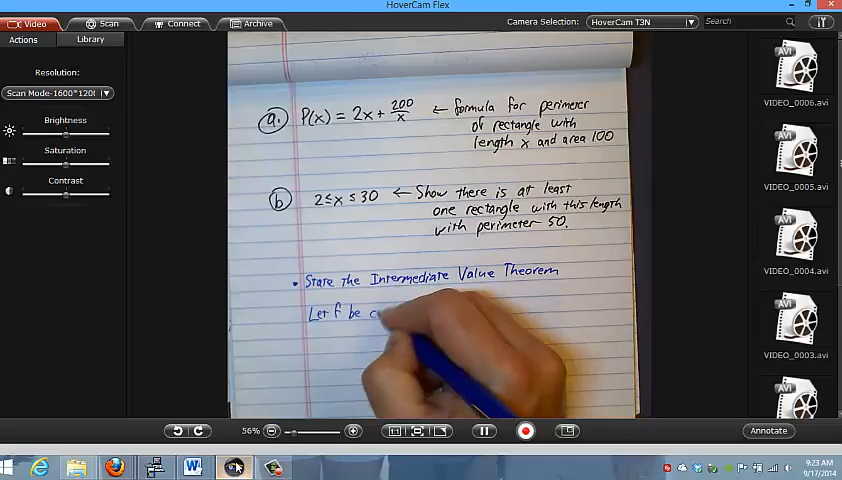 HoverCam Flex
Video
Scan
Connect
Archive
Camera Selection:
HoverCam T3N
Search
Actions
Library
Resolution:
Scan Mode-1600*1200
Brightness
Saturation
Contrast
a. P(x) = 2x + 200/x ← formula for perimeter
of rectangle with
length x and area 100
b 2 ≤ x ≤ 30 ← Show there is at least
one rectangle with this length
with perimeter 50.
• State the Intermediate Value Theorem
Let f be
VIDEO_0006.avi
VIDEO_0005.avi
VIDEO_0004.avi
VIDEO_0003.avi
56%
1:1
Annotate
9:23 AM
9/17/2014